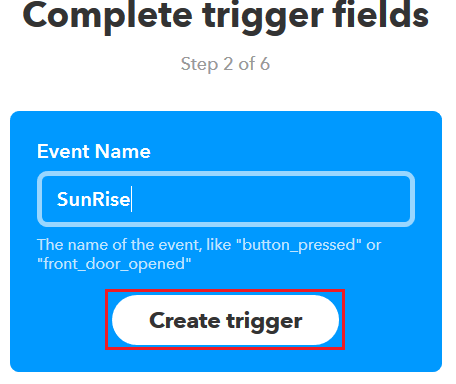 Complete trigger fields
Step 2 of 6
Event Name
SunRise
The name of the event, like "button_pressed" or
"front_door_opened"
Create trigger